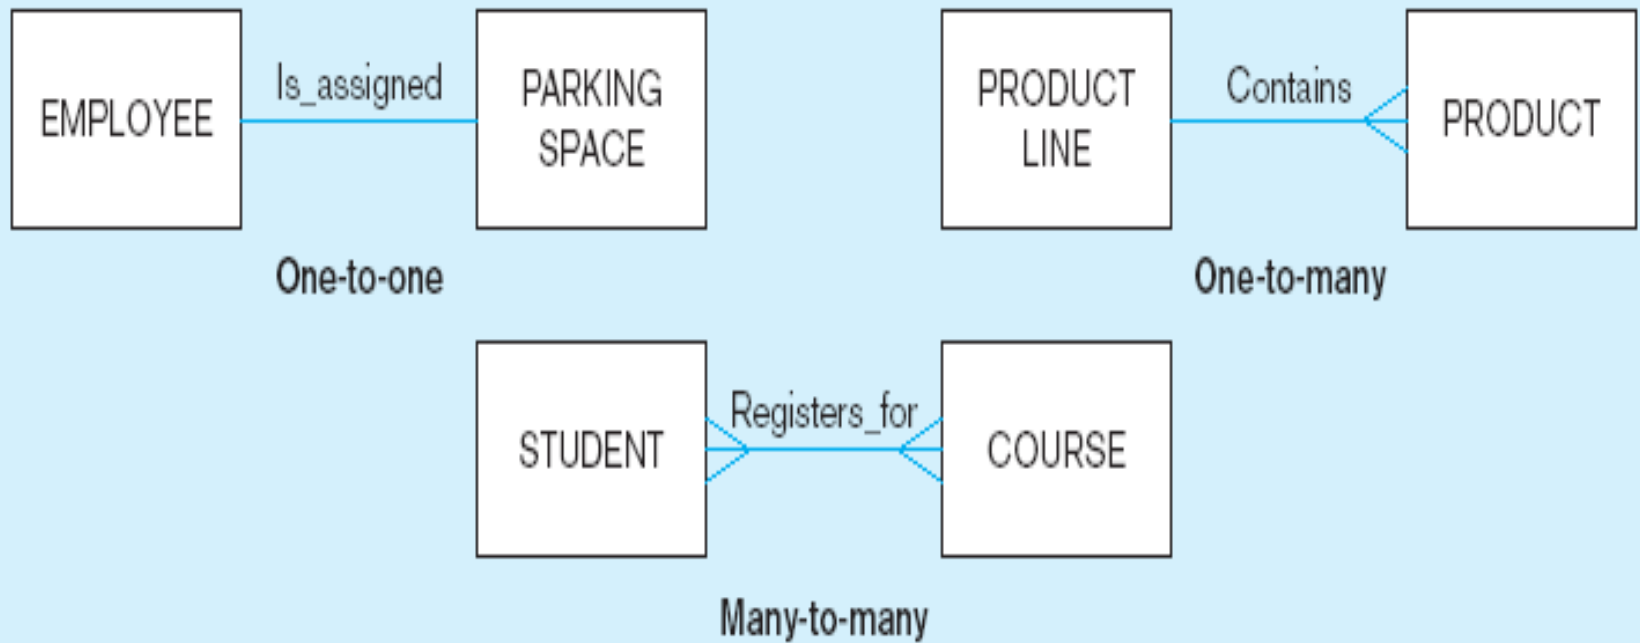 EMPLOYEE
Is_assigned
PARKING
SPACE
One-to-one
PRODUCT
LINE
Contains
PRODUCT
One-to-many
STUDENT
Registers_for
COURSE
Many-to-many